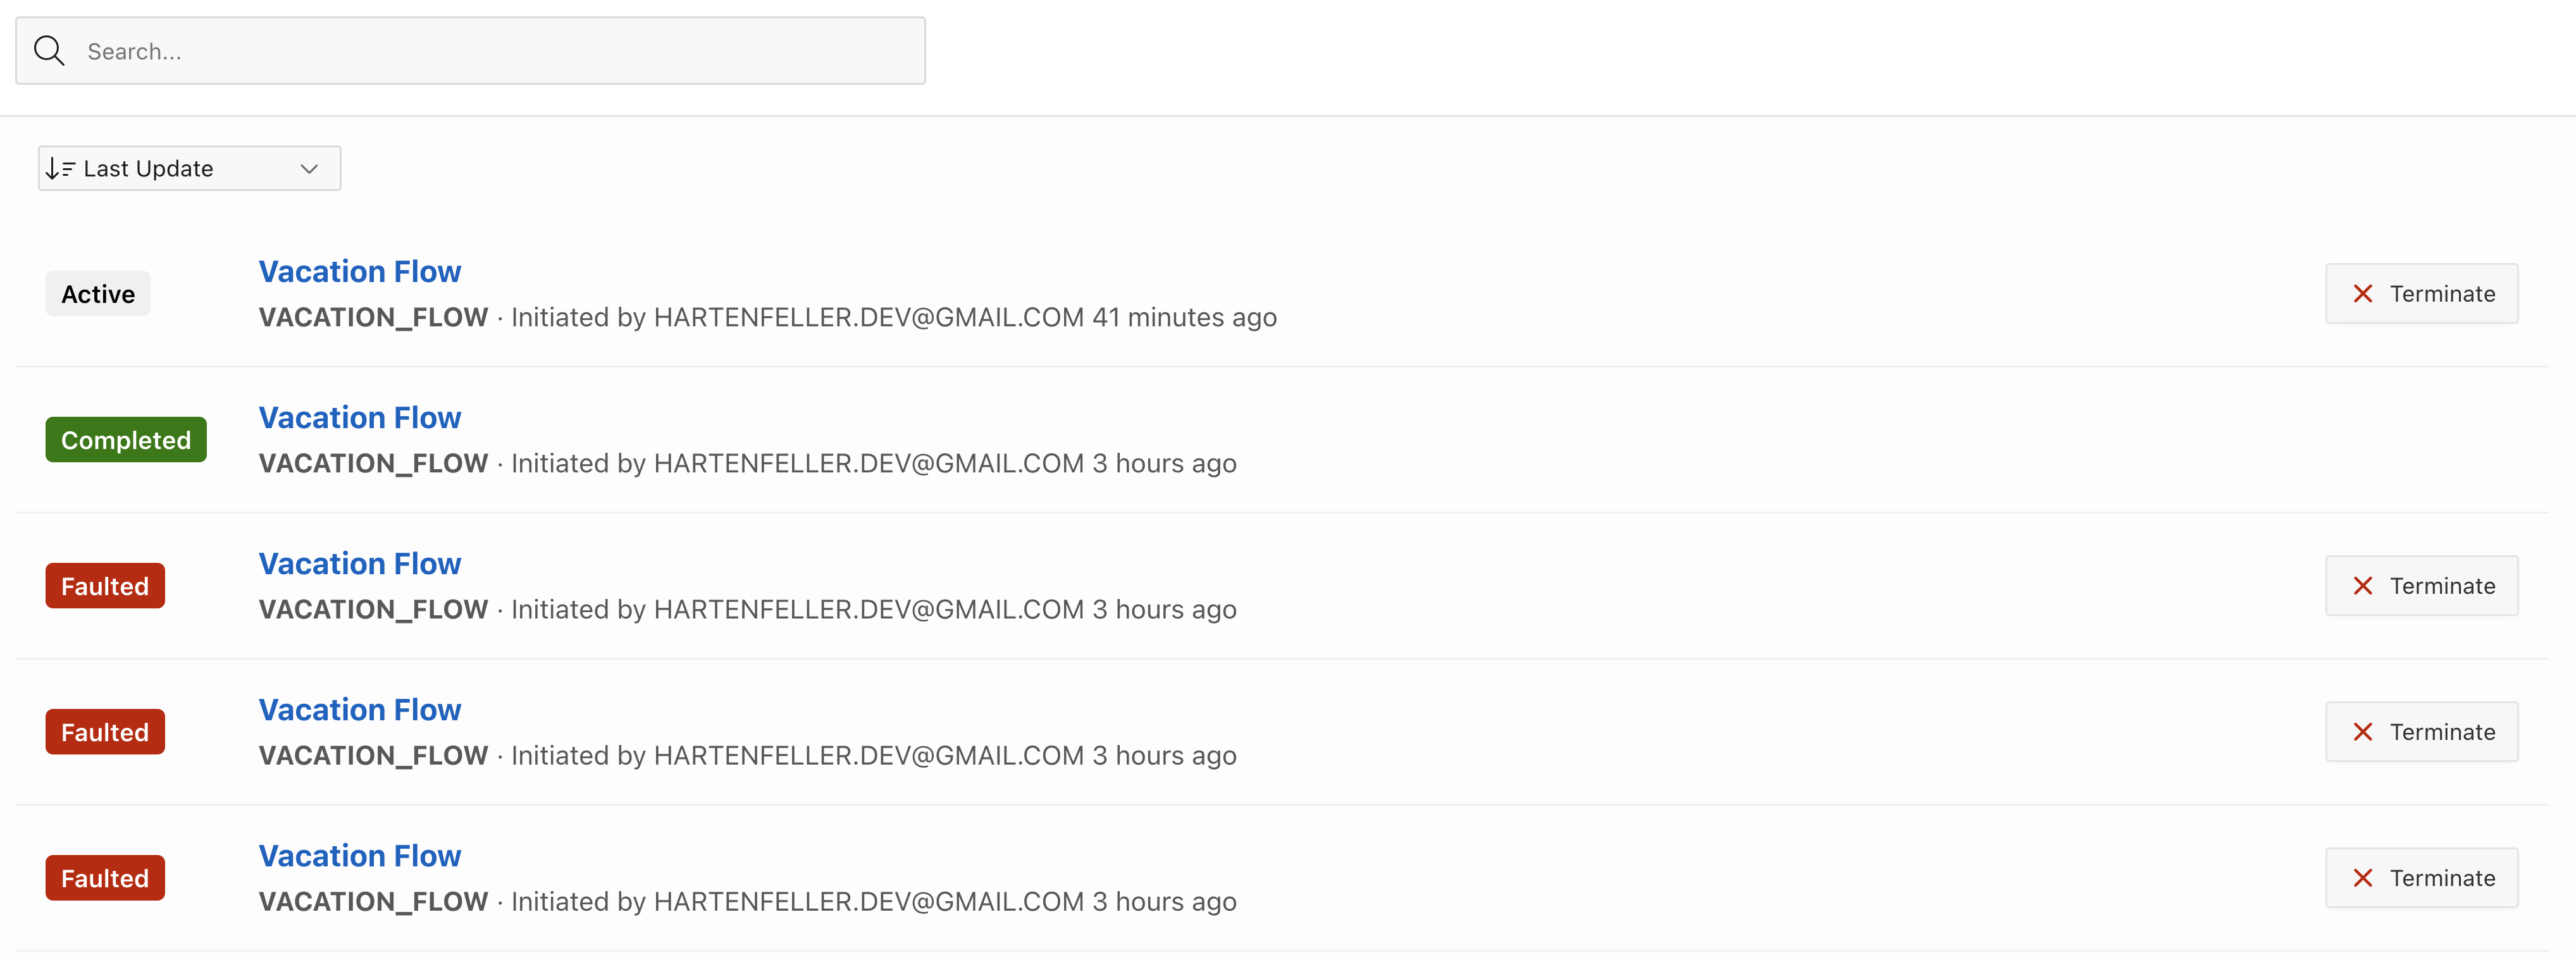 Search...
Last Update
Active
Vacation Flow
VACATION_FLOW · Initiated by HARTENFELLER.DEV@GMAIL.COM 41 minutes ago
Terminate
Completed
Vacation Flow
VACATION_FLOW · Initiated by HARTENFELLER.DEV@GMAIL.COM 3 hours ago
Faulted
Vacation Flow
VACATION_FLOW · Initiated by HARTENFELLER.DEV@GMAIL.COM 3 hours ago
Terminate
Faulted
Vacation Flow
VACATION_FLOW · Initiated by HARTENFELLER.DEV@GMAIL.COM 3 hours ago
Terminate
Faulted
Vacation Flow
VACATION_FLOW · Initiated by HARTENFELLER.DEV@GMAIL.COM 3 hours ago
Terminate